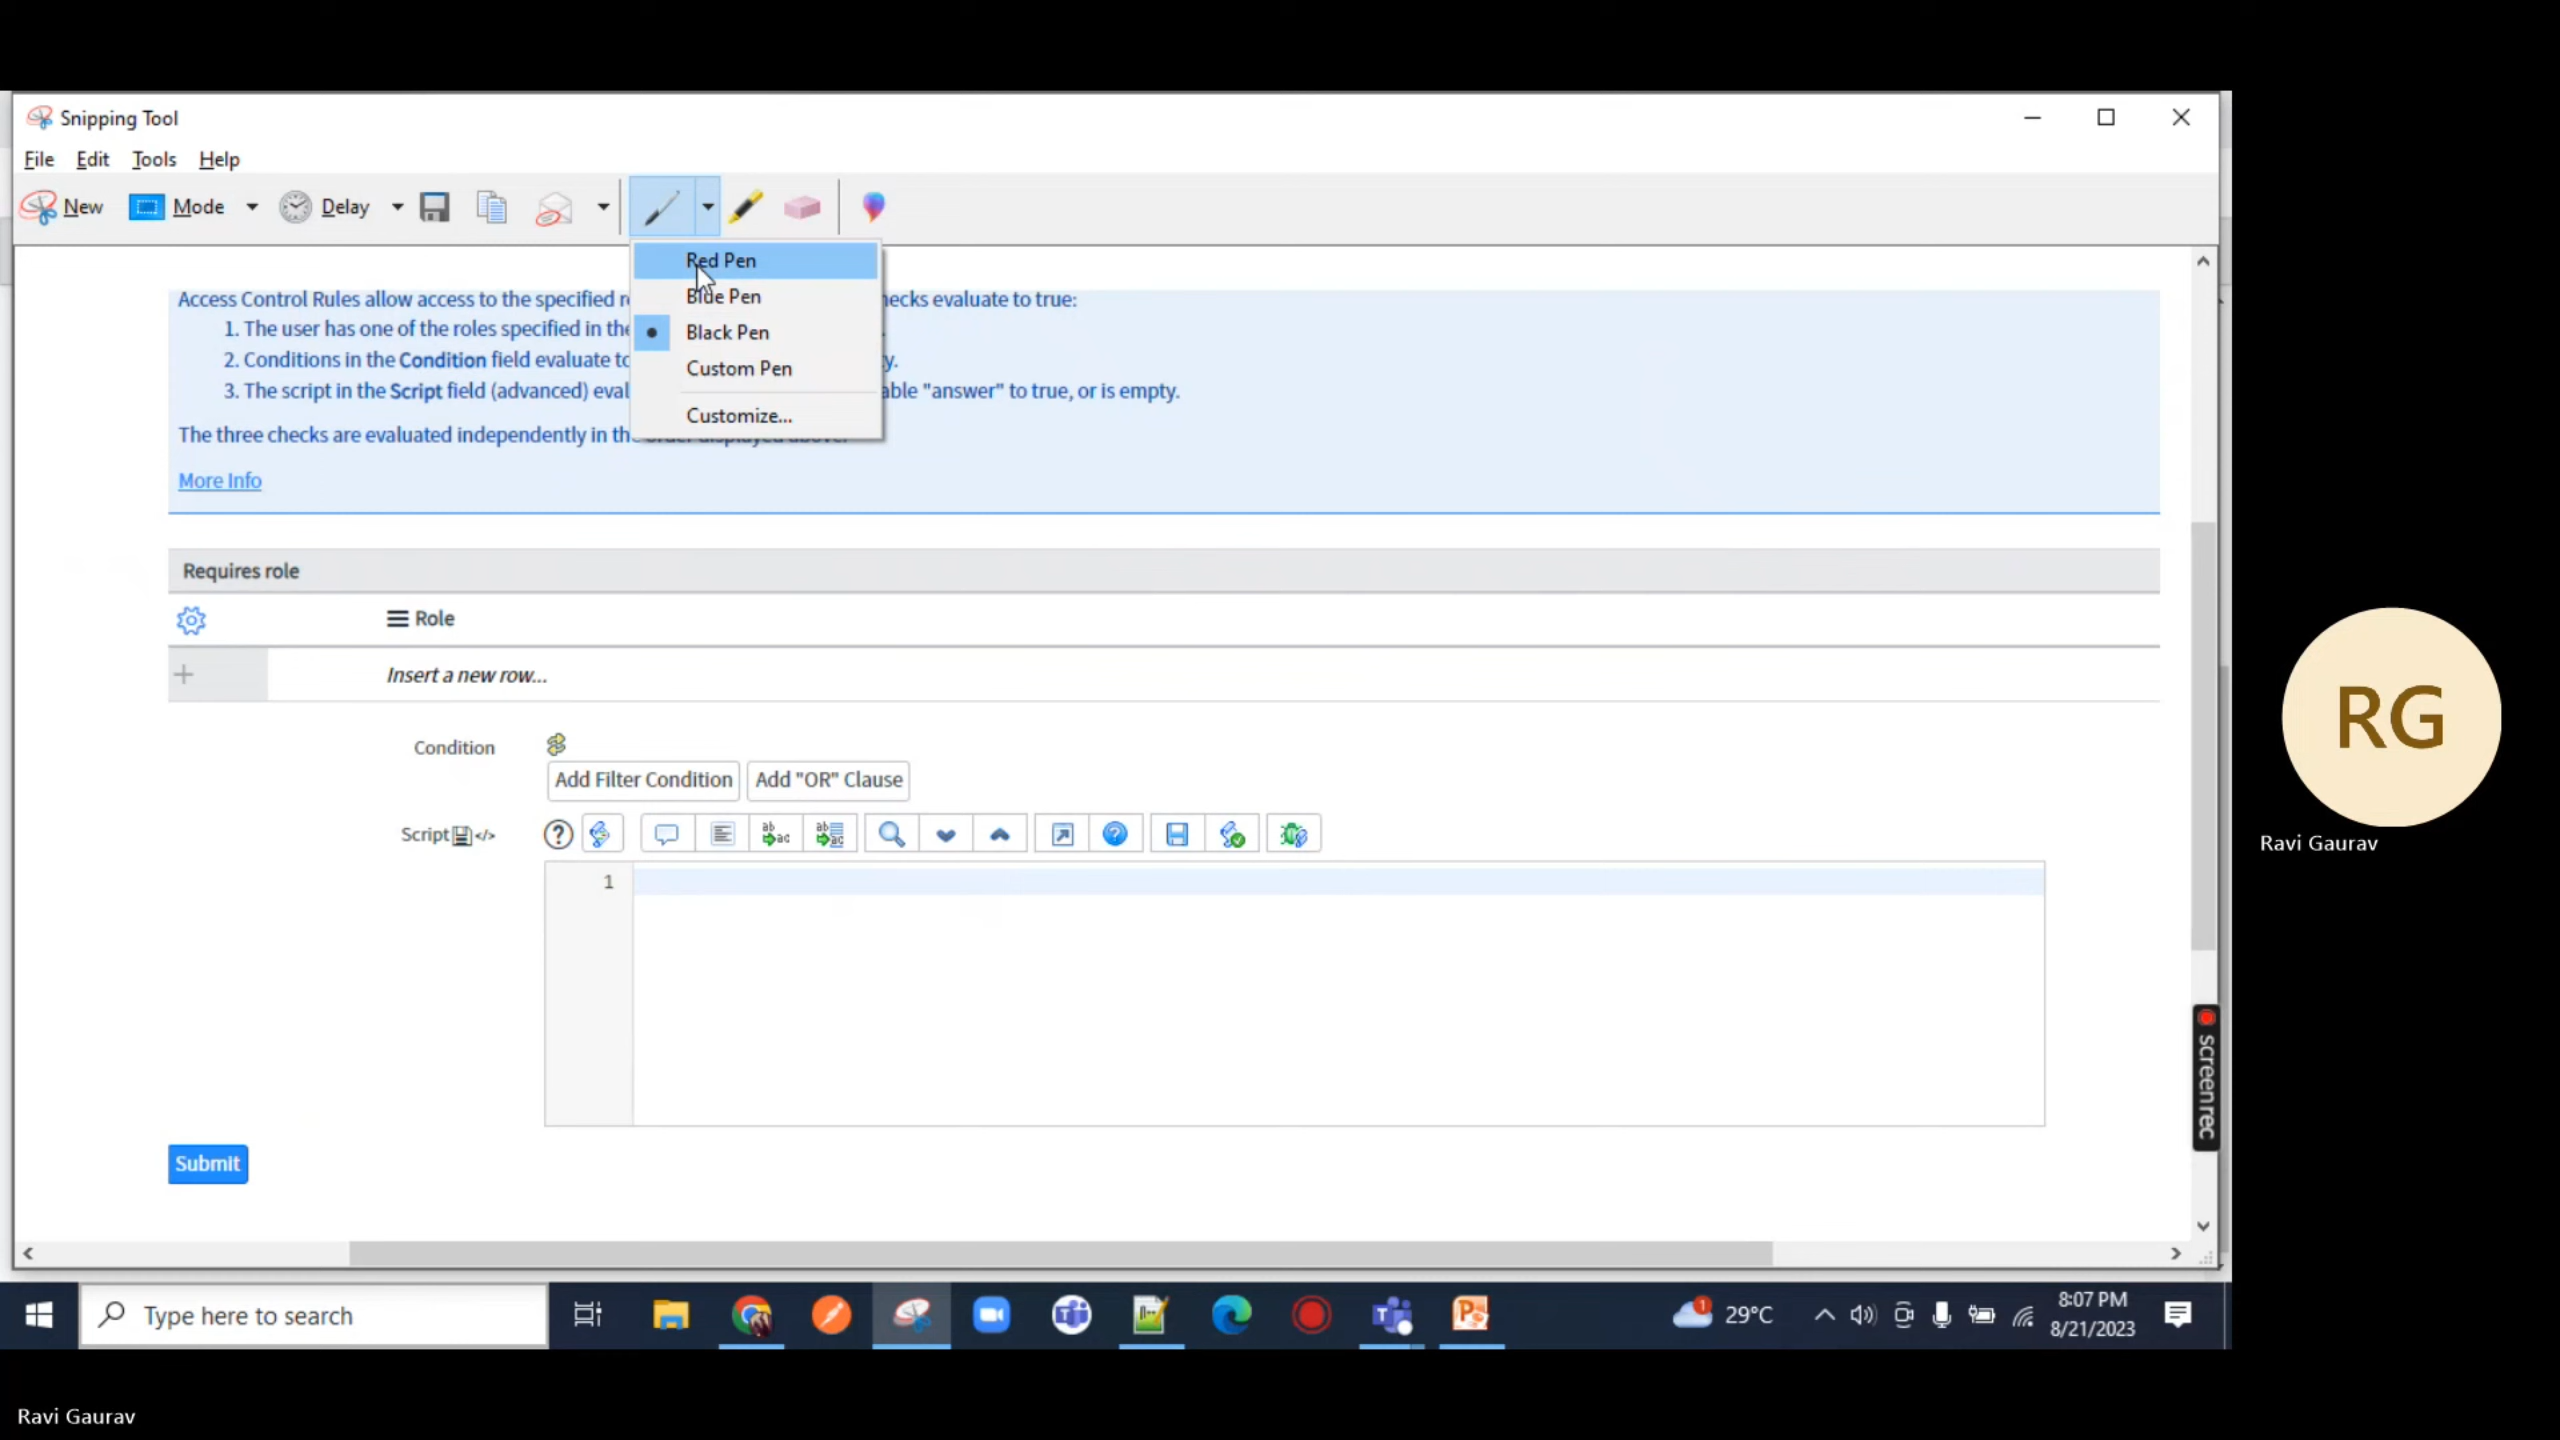 Snipping Tool
File Edit Tools Help
New Mode Delay
Red Pen
Blue Pen
Black Pen
Custom Pen
Customize...
Access Control Rules allow access to the specified ecks evaluate to true:
1. The user has one of the roles specified in the
2. Conditions in the Condition field evaluate to y.
3. The script in the Script field (advanced) eval able "answer" to true, or is empty.
The three checks are evaluated independently in the order displayed above.
More Info
Requires role
Role
Insert a new row...
Condition
Add Filter Condition Add "OR" Clause
Script
1
Submit
screenrec
RG
Ravi Gaurav
Type here to search
29°C
8:07 PM
8/21/2023
Ravi Gaurav